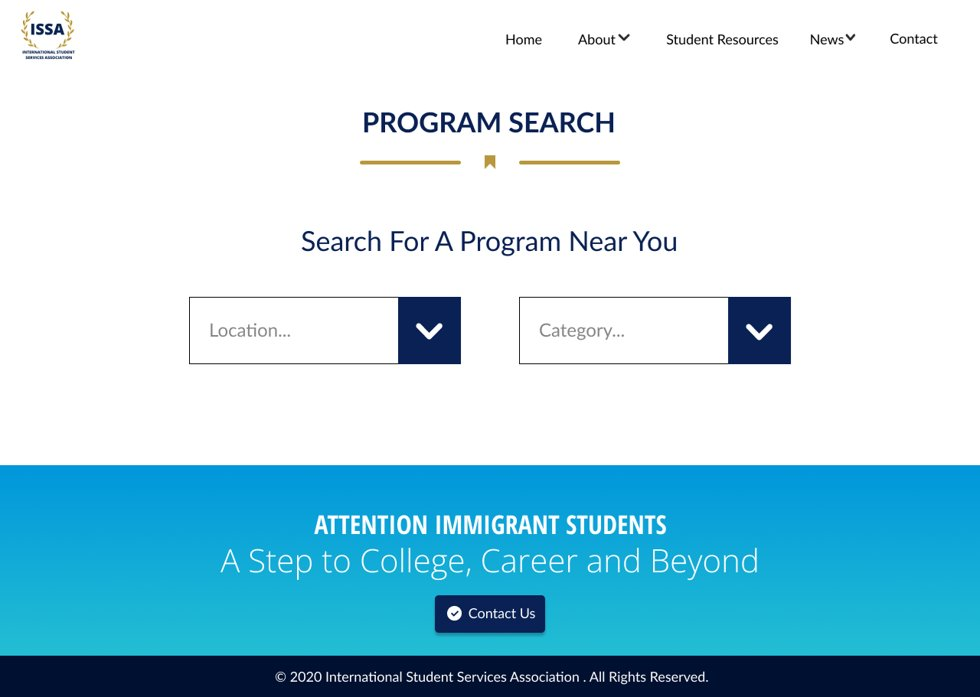 ISSA
INTERNATIONAL STUDENT
SERVICES ASSOCIATION
Home About Student Resources News Contact
PROGRAM SEARCH
Search For A Program Near You
Location... Category...
ATTENTION IMMIGRANT STUDENTS
A Step to College, Career and Beyond
Contact Us
© 2020 International Student Services Association . All Rights Reserved.